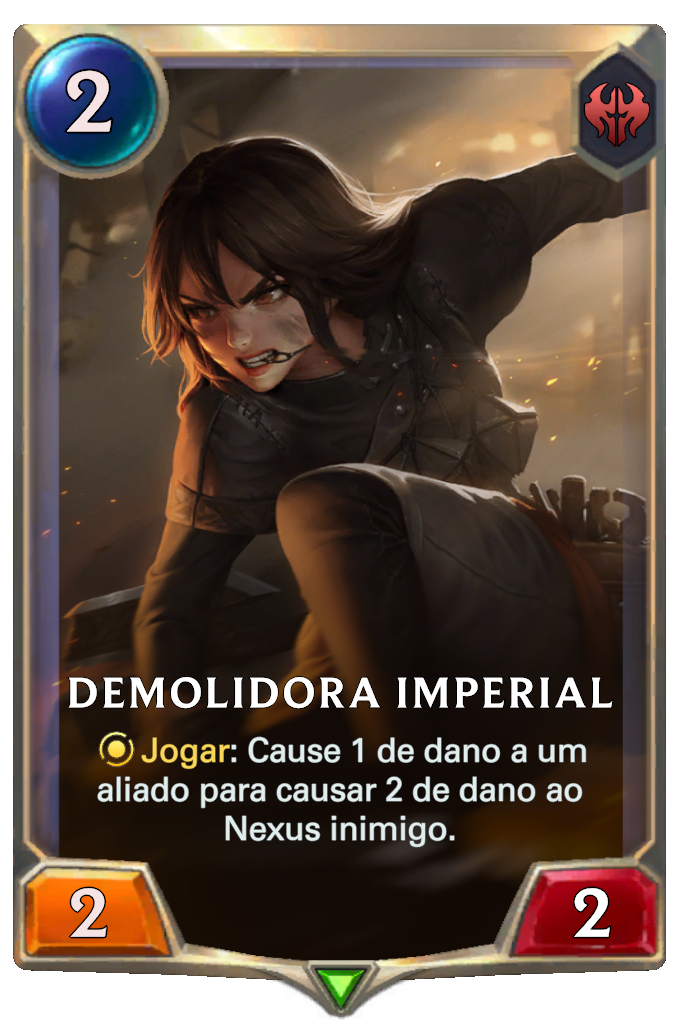 2
DEMOLIDORA IMPERIAL
Jogar: Cause 1 de dano a um
aliado para causar 2 de dano ao
Nexus inimigo.
2
2